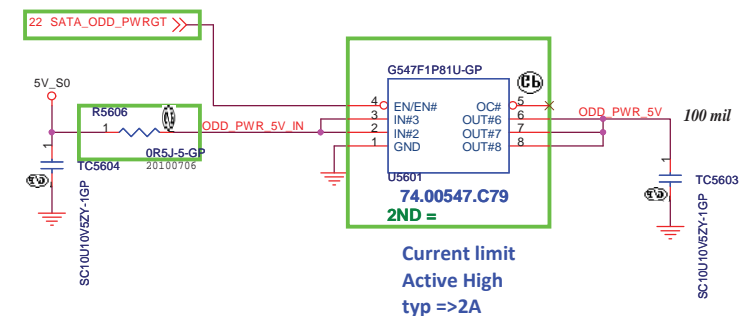 22 SATA_ODD_PWRGT
G547F1P81U-GP
5V_S0
R5606
4 EN/EN# OC# 5
3 IN#3 OUT#6 6
2 IN#2 OUT#7 7
1 GND OUT#8 8
ODD_PWR_5V
100 mil
1
ODD_PWR_5V_IN
0R5J-5-GP
20100706
1
TC5604
SC10U10V5ZY-1GP
U5601
74.00547.C79
2ND =
1
TC5603
SC10U10V5ZY-1GP
Current limit
Active High
typ =>2A